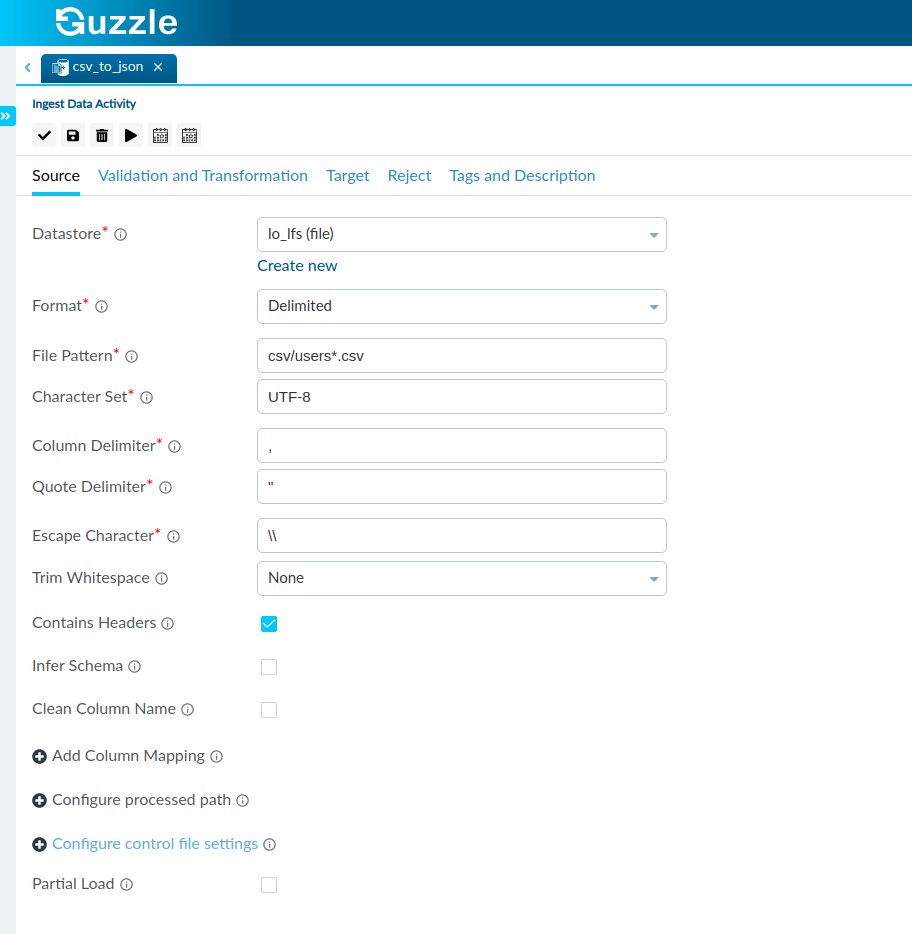 Guzzle
csv_to_json
Ingest Data Activity
Source Validation and Transformation Target Reject Tags and Description
Datastore* lo_lfs (file)
Create new
Format* Delimited
File Pattern* csv/users*.csv
Character Set* UTF-8
Column Delimiter* ,
Quote Delimiter* "
Escape Character* \\
Trim Whitespace None
Contains Headers
Infer Schema
Clean Column Name
Add Column Mapping
Configure processed path
Configure control file settings
Partial Load